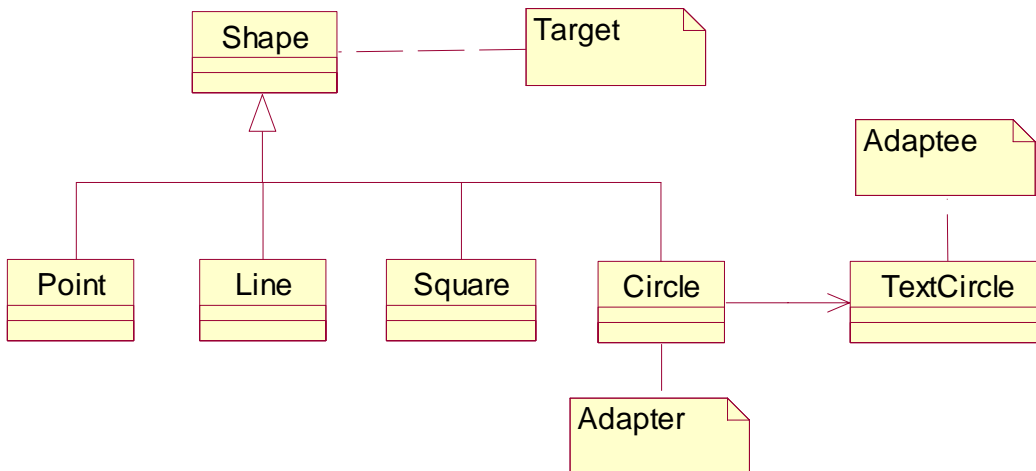 Shape
Target
Adaptee
Point
Line
Square
Circle
TextCircle
Adapter